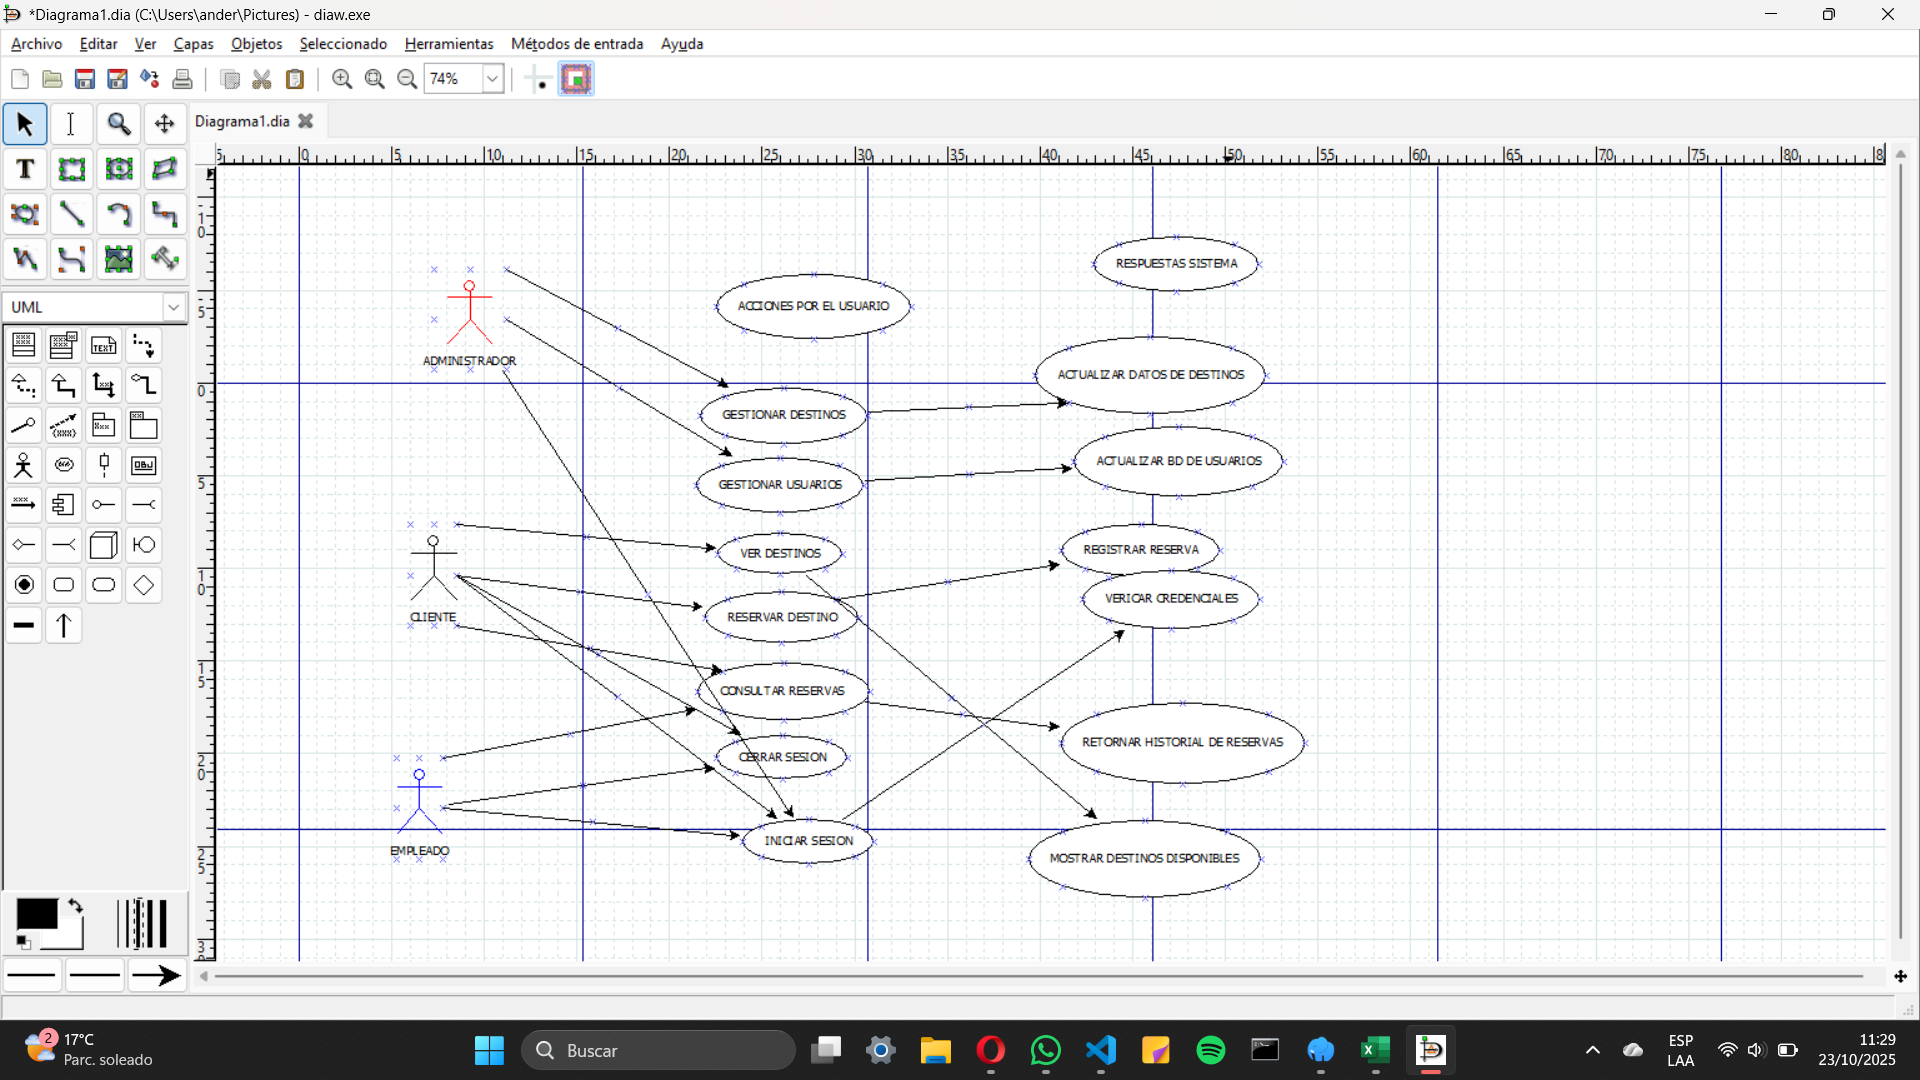 *Diagrama1.dia (C:\Users\ander\Pictures) - diaw.exe
Archivo Editar Ver Capas Objetos Seleccionado Herramientas Métodos de entrada Ayuda
74%
Diagrama1.dia
T
UML
5 0 5 10 15 20 25 30 35 40 45 50 55 60 65 70 75 80 8
RESPUESTAS SISTEMA
ACCIONES POR EL USUARIO
ADMINISTRADOR
ACTUALIZAR DATOS DE DESTINOS
GESTIONAR DESTINOS
ACTUALIZAR BD DE USUARIOS
GESTIONAR USUARIOS
VER DESTINOS
REGISTRAR RESERVA
VERICAR CREDENCIALES
CLIENTE
RESERVAR DESTINO
CONSULTAR RESERVAS
RETORNAR HISTORIAL DE RESERVAS
CERRAR SESION
EMPLEADO
INICIAR SESION
MOSTRAR DESTINOS DISPONIBLES
2
17°C
Parc. soleado
Buscar
ESP
LAA
11:29
23/10/2025